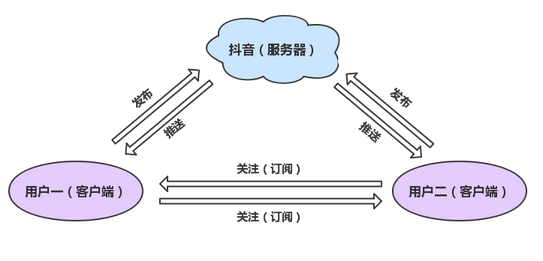 抖音（服务器）
发布
推送
发布
推送
关注（订阅）
用户一（客户端）
用户二（客户端）
关注（订阅）